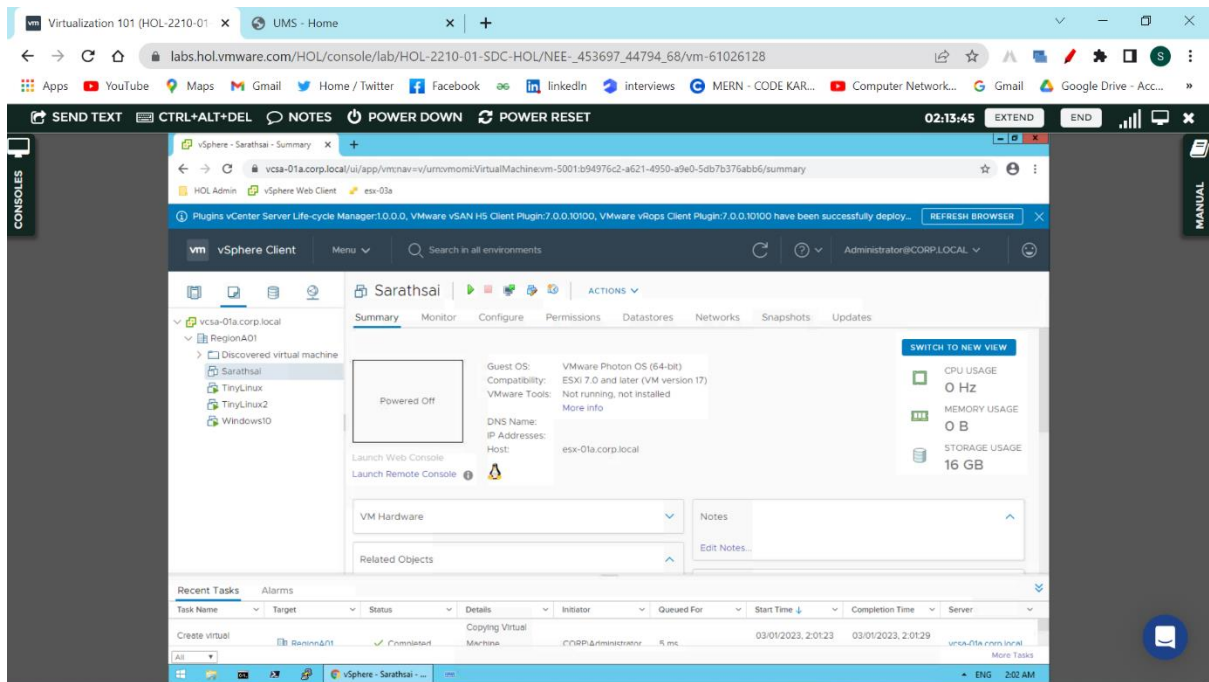 vm Virtualization 101 (HOL-2210-01 UMS - Home
labs.hol.vmware.com/HOL/console/lab/HOL-2210-01-SDC-HOL/NEE-_453697_44794_68/vm-61026128 S
Apps YouTube Maps Gmail Home / Twitter Facebook linkedIn interviews MERN - CODE KAR... Computer Network... Gmail Google Drive - Acc... »
SEND TEXT CTRL+ALT+DEL NOTES POWER DOWN POWER RESET 02:13:45 EXTEND END
CONSOLES
MANUAL
vSphere - Sarathsai - Summary
vcsa-01a.corp.local/ui/app/vm;nav=v/urn:vmomi:VirtualMachine:vm-5001:b94976c2-a621-4950-a9e0-5db7b376abb6/summary
HOL Admin vSphere Web Client esx-03a
Plugins vCenter Server Life-cycle Manager:1.0.0.0, VMware vSAN H5 Client Plugin:7.0.0.10100, VMware vRops Client Plugin:7.0.0.10100 have been successfully deploy... REFRESH BROWSER
vm vSphere Client Menu Search in all environments Administrator@CORP.LOCAL
Sarathsai ACTIONS
Summary Monitor Configure Permissions Datastores Networks Snapshots Updates
vcsa-01a.corp.local
RegionA01
Discovered virtual machine
Sarathsai
TinyLinux
TinyLinux2
Windows10
SWITCH TO NEW VIEW
Powered Off
Launch Web Console
Launch Remote Console
Guest OS: VMware Photon OS (64-bit)
Compatibility: ESXi 7.0 and later (VM version 17)
VMware Tools: Not running, not installed
More info
DNS Name:
IP Addresses:
Host: esx-01a.corp.local
CPU USAGE
0 Hz
MEMORY USAGE
0 B
STORAGE USAGE
16 GB
VM Hardware
Notes
Edit Notes...
Related Objects
Recent Tasks Alarms
Task Name Target Status Details Initiator Queued For Start Time Completion Time Server
Create virtual RegionA01 Completed Copying Virtual Machine CORP\Administrator 5 ms 03/01/2023, 2:01:23 03/01/2023, 2:01:29 vcsa-01a.corp.local
All More Tasks
vSphere - Sarathsai - ... ENG 2:02 AM